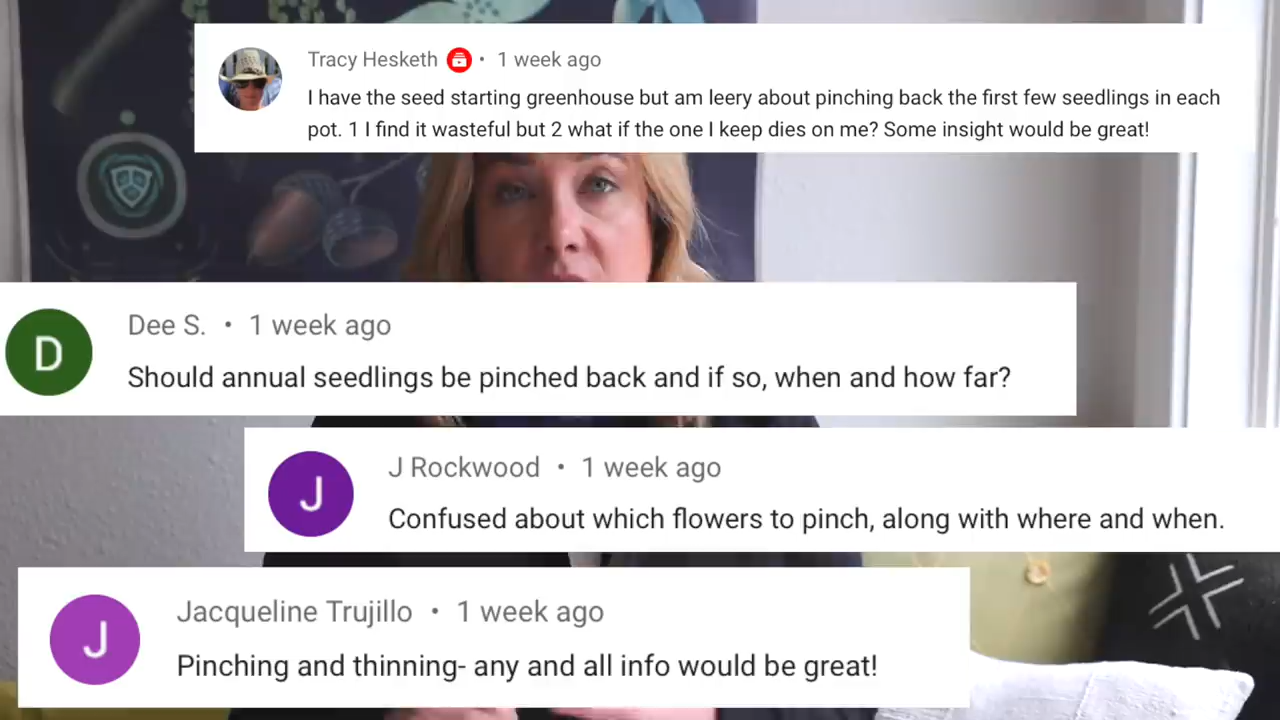 Tracy Hesketh • 1 week ago
I have the seed starting greenhouse but am leery about pinching back the first few seedlings in each
pot. 1 I find it wasteful but 2 what if the one I keep dies on me? Some insight would be great!
D
Dee S. • 1 week ago
Should annual seedlings be pinched back and if so, when and how far?
J
J Rockwood • 1 week ago
Confused about which flowers to pinch, along with where and when.
J
Jacqueline Trujillo • 1 week ago
Pinching and thinning- any and all info would be great!